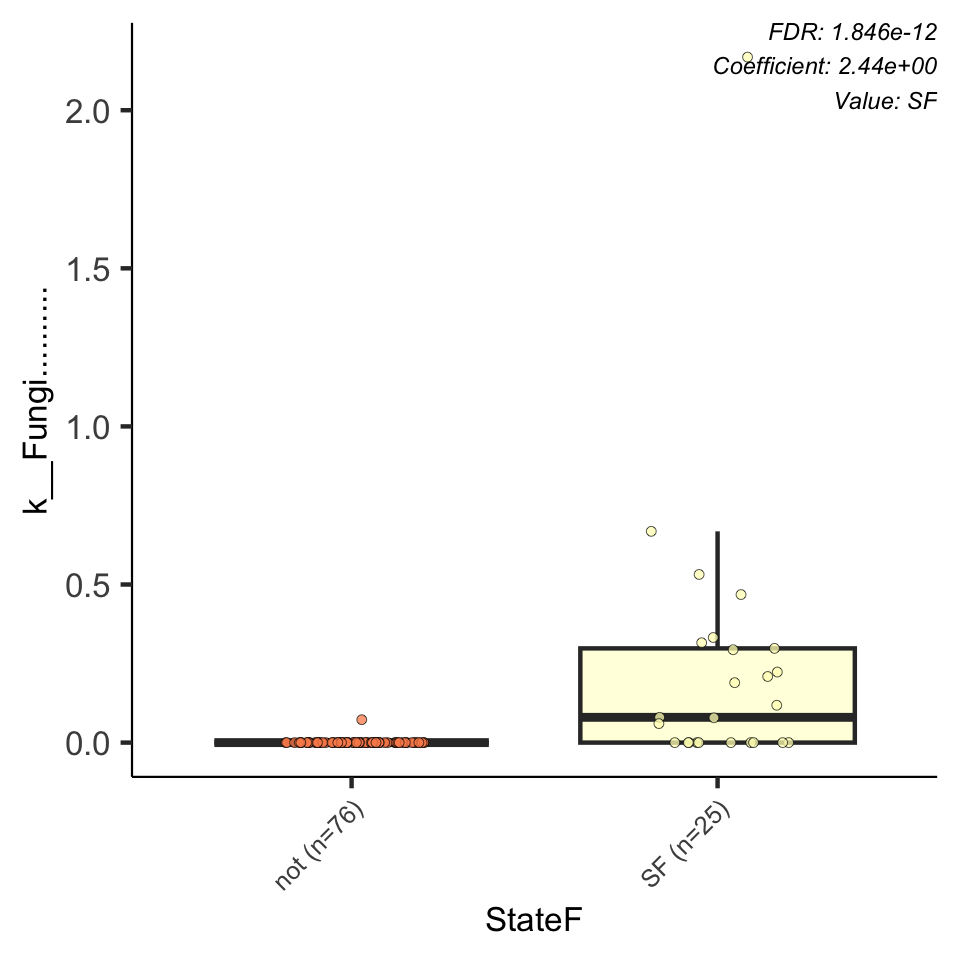 FDR: 1.846e-12
Coefficient: 2.44e+00
Value: SF
2.0
1.5
1.0
0.5
0.0
k__Fungi..........
not (n=76)
SF (n=25)
StateF